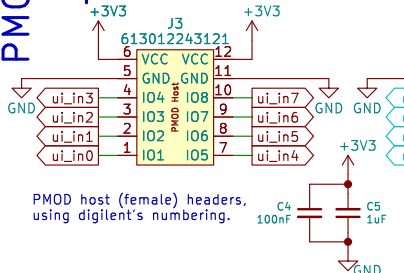 PMO
+3V3
+3V3
J3
613012243121
6 VCC VCC 12
5 GND GND 11
GND
GND
GND
ui_in3 4 IO4 IO8 10 ui_in7
ui_in2 3 IO3 IO7 9 ui_in6
ui_in1 2 IO2 IO6 8 ui_in5
ui_in0 1 IO1 IO5 7 ui_in4
PMOD Host
+3V3
PMOD host (female) headers,
using digilent's numbering.
C4
100nF
C5
1uF
GND